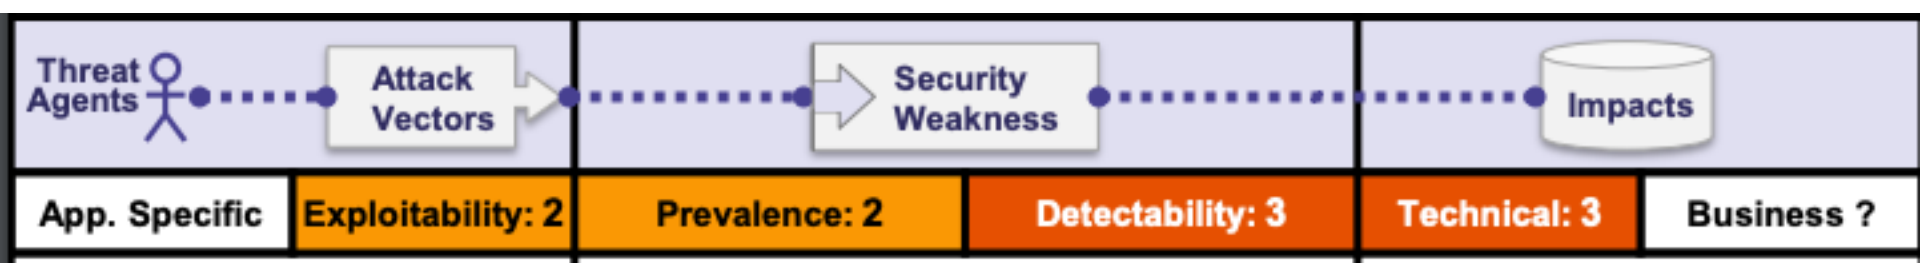 Threat
Agents
Attack
Vectors
Security
Weakness
Impacts
App. Specific
Exploitability: 2
Prevalence: 2
Detectability: 3
Technical: 3
Business ?